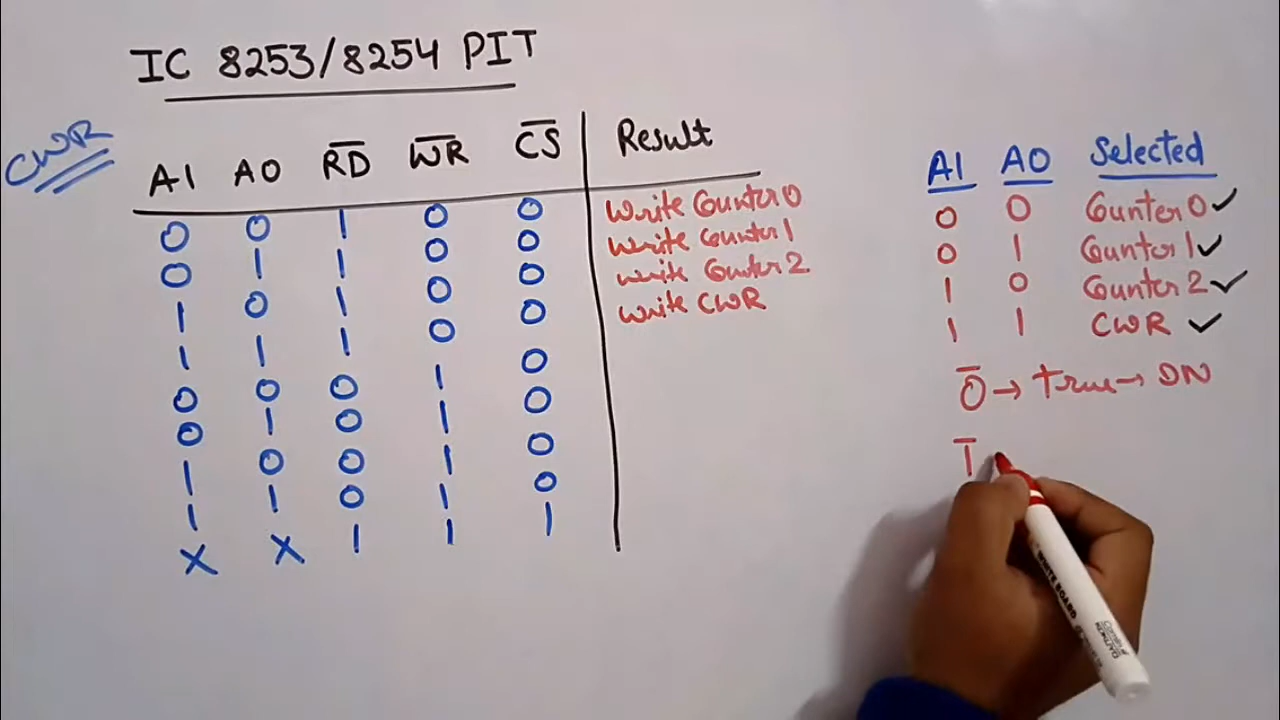 IC 8253/8254 PIT
CWR
A1 A0 RD WR CS Result
0 0 1 0 0 Write Counter 0
0 1 1 0 0 Write Counter 1
1 0 1 0 0 Write Counter 2
1 1 1 0 0 Write CWR
0 0 0 1 0
0 1 0 1 0
1 0 0 1 0
1 1 0 1 0
X X 1 1 1
A1 A0 Selected
0 0 Counter 0 ✓
0 1 Counter 1 ✓
1 0 Counter 2 ✓
1 1 CWR ✓
0 → True → ON
1
WHITE BOARD